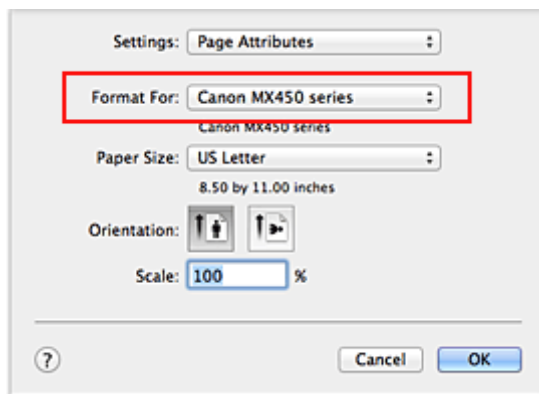 Settings: Page Attributes
Format For: Canon MX450 series
Canon MX450 series
Paper Size: US Letter
8.50 by 11.00 inches
Orientation:
Scale: 100 %
? Cancel OK